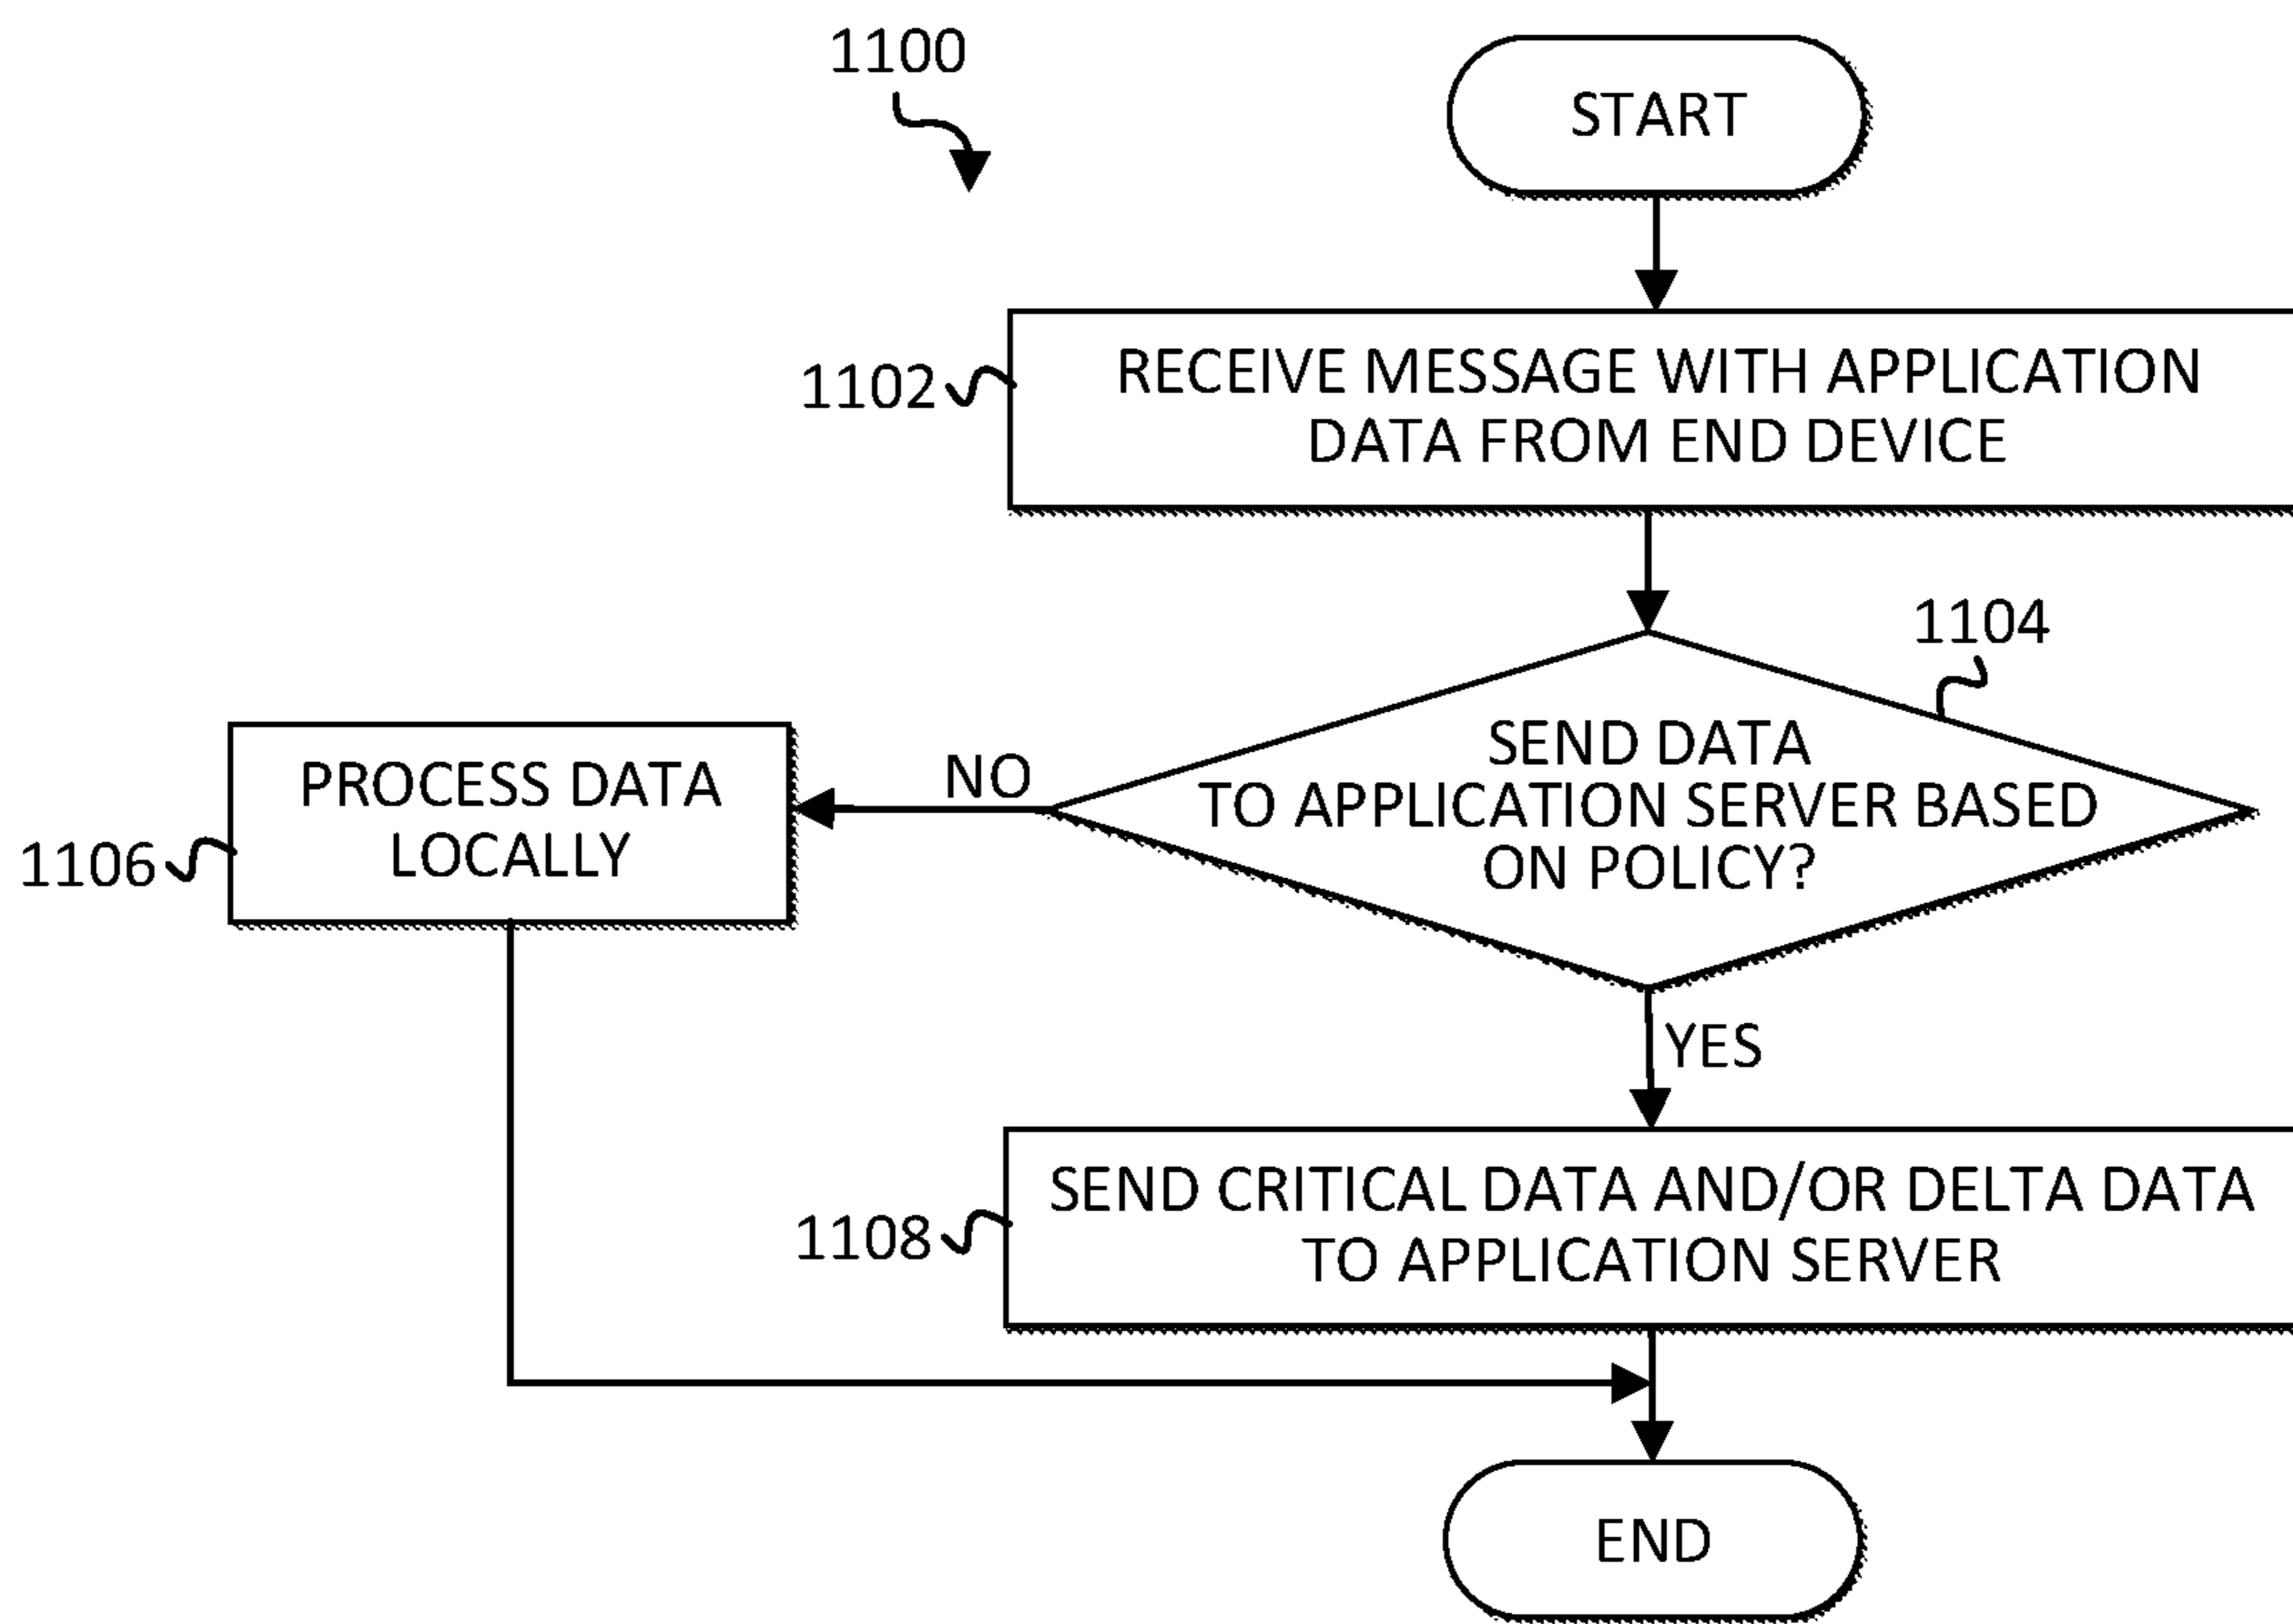 1100
START
1102
RECEIVE MESSAGE WITH APPLICATION
DATA FROM END DEVICE
1104
SEND DATA
TO APPLICATION SERVER BASED
ON POLICY?
NO
PROCESS DATA
LOCALLY
1106
YES
SEND CRITICAL DATA AND/OR DELTA DATA
TO APPLICATION SERVER
1108
END